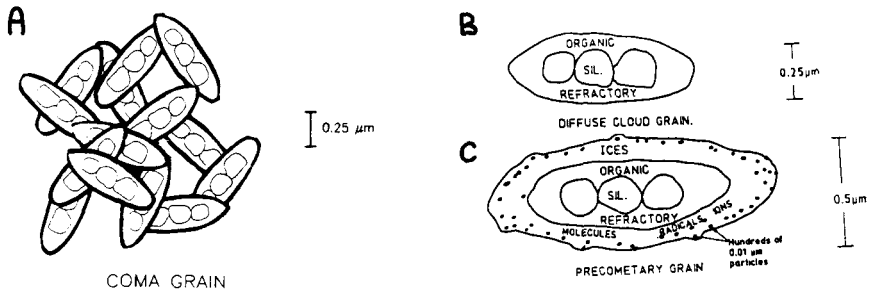 A
0.25 µm
COMA GRAIN
B
ORGANIC
SIL.
REFRACTORY
0.25µm
DIFFUSE CLOUD GRAIN.
C
ICES
ORGANIC
SIL.
REFRACTORY
MOLECULES RADICALS, IONS
0.5µm
Hundreds of
0.01 µm
particles
PRECOMETARY GRAIN